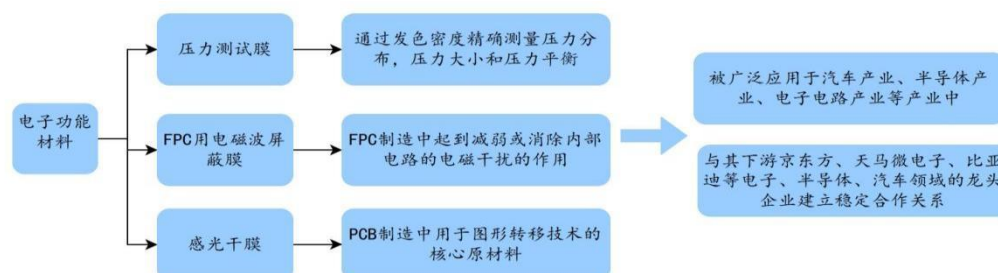 电子功能
材料
压力测试膜
通过发色密度精确测量压力分
布，压力大小和压力平衡
FPC用电磁波屏
蔽膜
FPC制造中起到减弱或消除内部
电路的电磁干扰的作用
感光干膜
PCB制造中用于图形转移技术的
核心原材料
被广泛应用于汽车产业、半导体产
业、电子电路产业等产业中
与其下游京东方、天马微电子、比亚
迪等电子、半导体、汽车领域的龙头
企业建立稳定合作关系